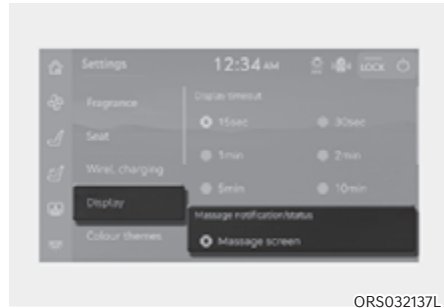 Settings 12:34 AM LOCK
Fragrance
Seat
Wirel. charging
Display
Colour themes
Display timeout
15sec 30sec
1min 2min
5min 10min
Massage notification/status
Massage screen
ORS032137L